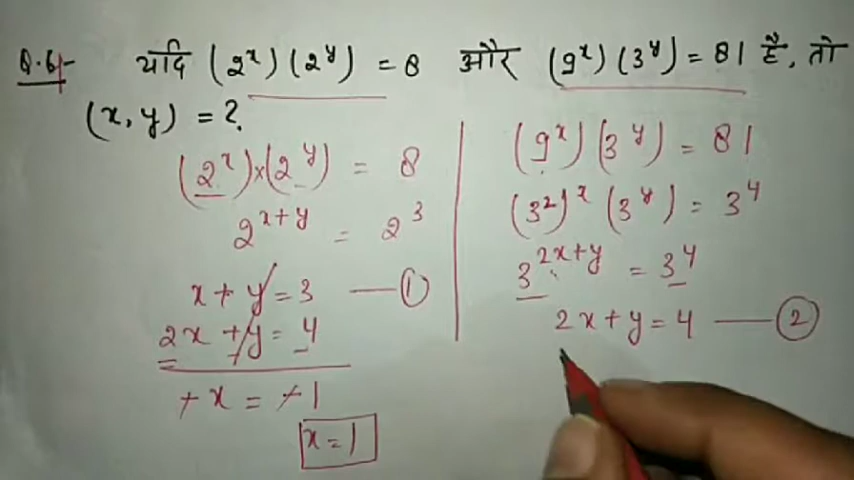 Q.6- यदि (2^x)(2^y) = 8 और (9^x)(3^y) = 81 है, तो
(x, y) = ?
(2^x)×(2^y) = 8
2^(x+y) = 2^3
x + y = 3 —— ①
2x + y = 4
+ x = + 1
x = 1
(9^x)(3^y) = 81
(3^2)^x (3^y) = 3^4
3^(2x+y) = 3^4
2x + y = 4 —— ②